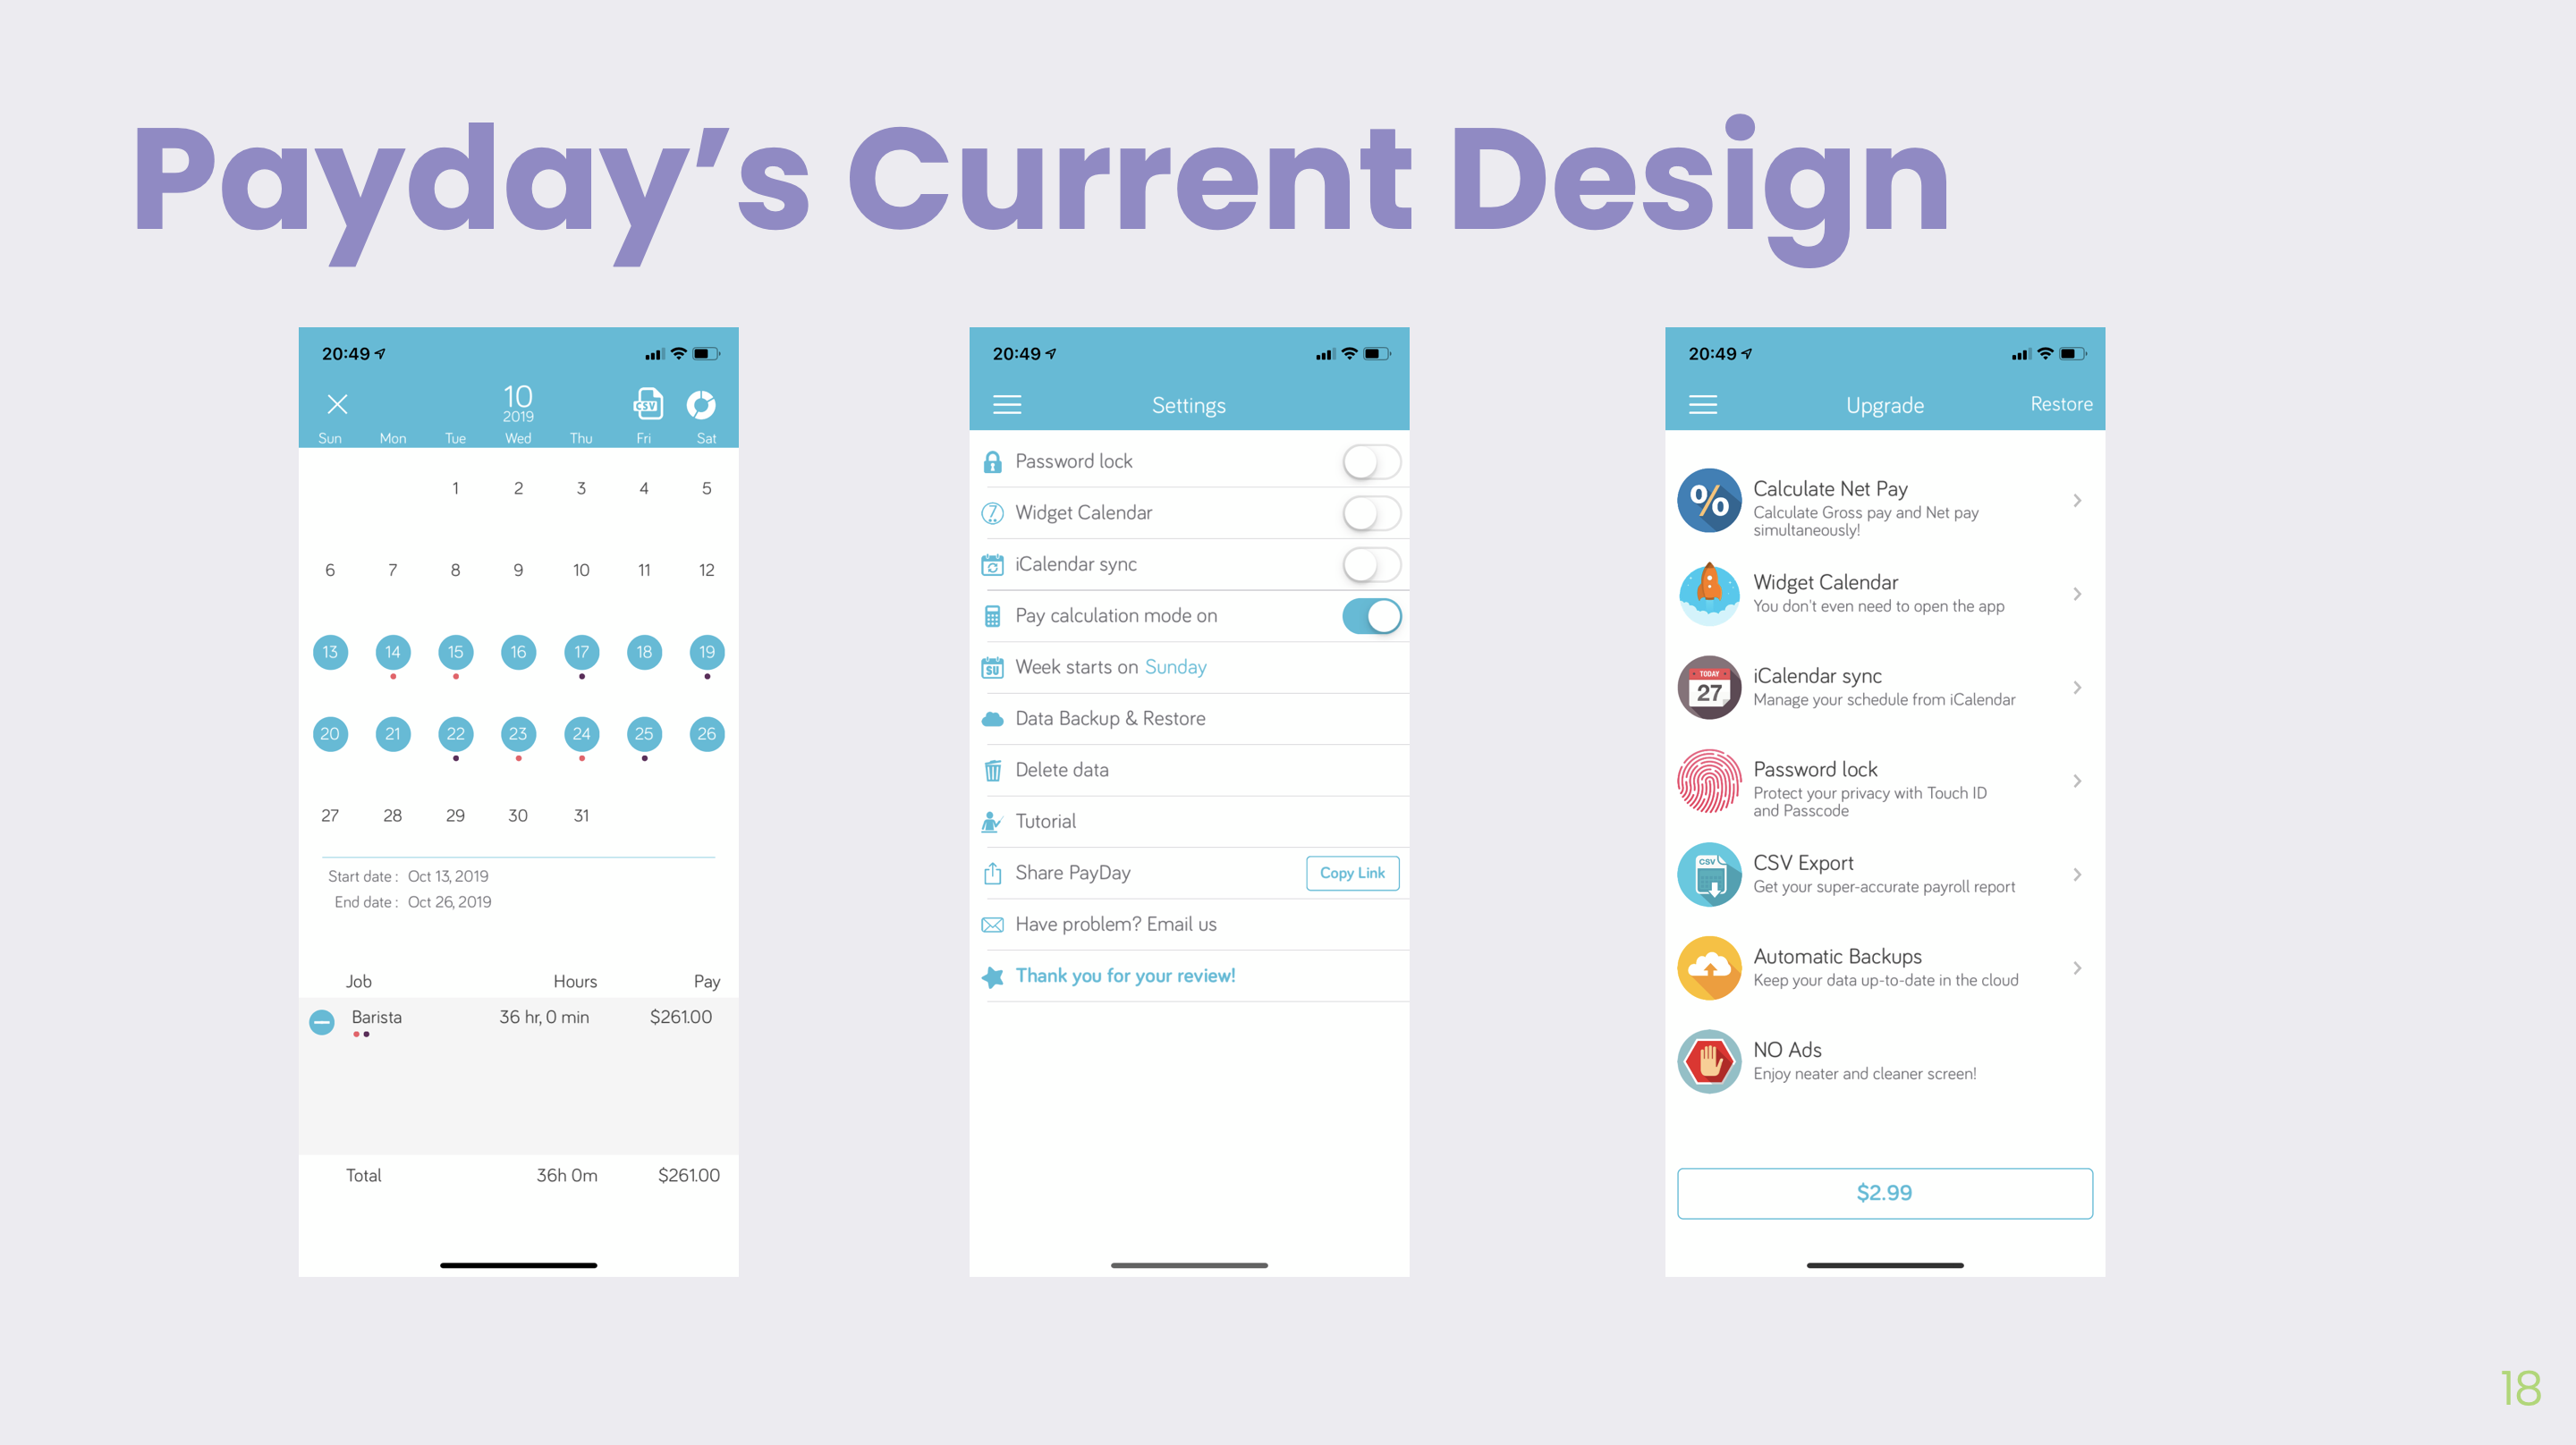 Payday’s Current Design
20:49
10
2019
CSV
Sun Mon Tue Wed Thu Fri Sat
1 2 3 4 5
6 7 8 9 10 11 12
13 14 15 16 17 18 19
20 21 22 23 24 25 26
27 28 29 30 31
Start date : Oct 13, 2019
End date : Oct 26, 2019
Job Hours Pay
Barista 36 hr, 0 min $261.00
Total 36h 0m $261.00
20:49
Settings
Password lock
7 Widget Calendar
iCalendar sync
Pay calculation mode on
SU Week starts on Sunday
Data Backup & Restore
Delete data
Tutorial
Share PayDay Copy Link
Have problem? Email us
Thank you for your review!
20:49
Upgrade Restore
%
Calculate Net Pay
Calculate Gross pay and Net pay
simultaneously!
Widget Calendar
You don't even need to open the app
TODAY
27
iCalendar sync
Manage your schedule from iCalendar
Password lock
Protect your privacy with Touch ID
and Passcode
CSV
CSV Export
Get your super-accurate payroll report
Automatic Backups
Keep your data up-to-date in the cloud
NO Ads
Enjoy neater and cleaner screen!
$2.99
18